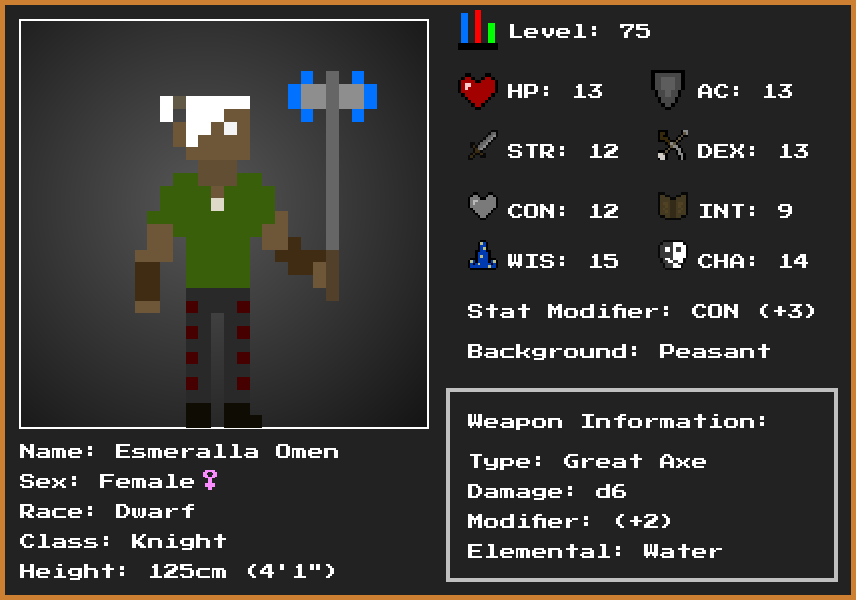 Level: 75
HP: 13 AC: 13
STR: 12 DEX: 13
CON: 12 INT: 9
WIS: 15 CHA: 14
Stat Modifier: CON (+3)
Background: Peasant
Weapon Information:
Type: Great Axe
Damage: d6
Modifier: (+2)
Elemental: Water
Name: Esmeralla Omen
Sex: Female♀
Race: Dwarf
Class: Knight
Height: 125cm (4'1")